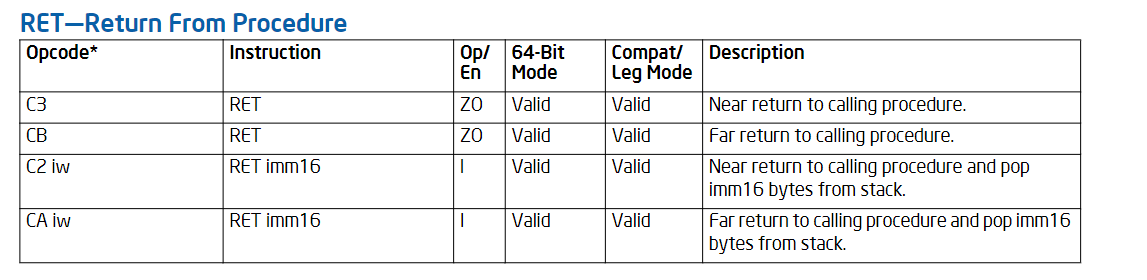 RET—Return From Procedure
Opcode* Instruction Op/ 64-Bit Compat/ Description
En Mode Leg Mode
C3 RET ZO Valid Valid Near return to calling procedure.
CB RET ZO Valid Valid Far return to calling procedure.
C2 iw RET imm16 I Valid Valid Near return to calling procedure and pop
imm16 bytes from stack.
CA iw RET imm16 I Valid Valid Far return to calling procedure and pop imm16
bytes from stack.